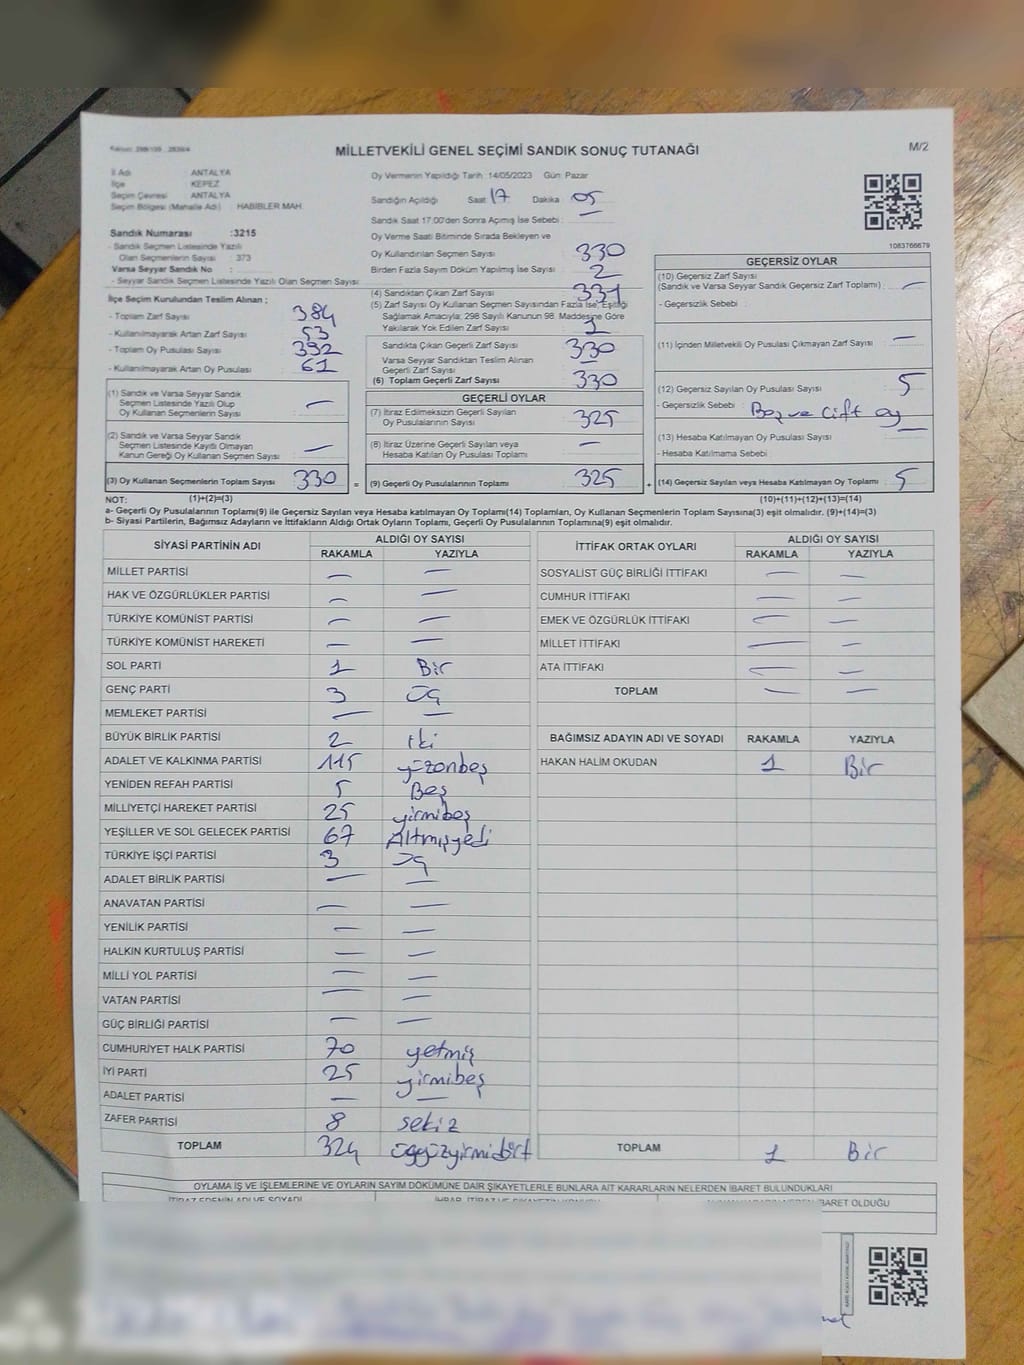 MİLLETVEKİLİ GENEL SEÇİMİ SANDIK SONUÇ TUTANAĞI
M/2
İl Adı : ANTALYA
İlçe : KEPEZ
Seçim Çevresi : ANTALYA
Seçim Bölgesi (Mahalle Adı) : HABİBLER MAH.
Oy Vermenin Yapıldığı Tarih :14/05/2023 Gün: Pazar
Sandığın Açıldığı Saat 17 Dakika 05
Sandık Saat 17:00'den Sonra Açılmış İse Sebebi : —
Sandık Numarası :3215
- Sandık Seçmen Listesinde Yazılı
Olan Seçmenlerin Sayısı : 373
Varsa Seyyar Sandık No :
- Seyyar Sandık Seçmen Listesinde Yazılı Olan Seçmen Sayısı :
Oy Verme Saati Bitiminde Sırada Bekleyen ve
Oy Kullandırılan Seçmen Sayısı : 330
Birden Fazla Sayım Döküm Yapılmış İse Sayısı : 2
1083766679
İlçe Seçim Kurulundan Teslim Alınan ;
- Toplam Zarf Sayısı : 384
- Kullanılmayarak Artan Zarf Sayısı : 53
- Toplam Oy Pusulası Sayısı : 392
- Kullanılmayarak Artan Oy Pusulası : 61
(4) Sandıktan Çıkan Zarf Sayısı : 331
(5) Zarf Sayısı Oy Kullanan Seçmen Sayısından Fazla İse, Eşitliği
Sağlamak Amacıyla; 298 Sayılı Kanunun 98. Maddesine Göre
Yakılarak Yok Edilen Zarf Sayısı : 1
Sandıkta Çıkan Geçerli Zarf Sayısı : 330
Varsa Seyyar Sandıktan Teslim Alınan
Geçerli Zarf Sayısı : —
(6) Toplam Geçerli Zarf Sayısı : 330
GEÇERSİZ OYLAR
(10) Geçersiz Zarf Sayısı
(Sandık ve Varsa Seyyar Sandık Geçersiz Zarf Toplamı) : —
- Geçersizlik Sebebi :
(11) İçinden Milletvekili Oy Pusulası Çıkmayan Zarf Sayısı : —
(12) Geçersiz Sayılan Oy Pusulası Sayısı : 5
- Geçersizlik Sebebi : Boş ve Çift oy
(13) Hesaba Katılmayan Oy Pusulası Sayısı : —
- Hesaba Katılmama Sebebi :
(14) Geçersiz Sayılan veya Hesaba Katılmayan Oy Toplamı : 5
(1) Sandık ve Varsa Seyyar Sandık
Seçmen Listesinde Yazılı Olup
Oy Kullanan Seçmenlerin Sayısı : —
(2) Sandık ve Varsa Seyyar Sandık
Seçmen Listesinde Kayıtlı Olmayan
Kanun Gereği Oy Kullanan Seçmen Sayısı : —
(3) Oy Kullanan Seçmenlerin Toplam Sayısı : 330 =
GEÇERLİ OYLAR
(7) İtiraz Edilmeksizin Geçerli Sayılan
Oy Pusulalarının Sayısı : 325
(8) İtiraz Üzerine Geçerli Sayılan veya
Hesaba Katılan Oy Pusulası Toplamı : —
(9) Geçerli Oy Pusulalarının Toplamı : 325 +
NOT: (1)+(2)=(3) (10)+(11)+(12)+(13)=(14)
a- Geçerli Oy Pusulalarının Toplamı(9) ile Geçersiz Sayılan veya Hesaba Katılmayan Oy Toplamı(14) Toplamları, Oy Kullanan Seçmenlerin Toplam Sayısına(3) eşit olmalıdır. (9)+(14)=(3)
b- Siyasi Partilerin, Bağımsız Adayların ve İttifakların Aldığı Ortak Oyların Toplamı, Geçerli Oy Pusulalarının Toplamına(9) eşit olmalıdır.
SİYASİ PARTİNİN ADI ALDIĞI OY SAYISI
RAKAMLA YAZIYLA
MİLLET PARTİSİ — —
HAK VE ÖZGÜRLÜKLER PARTİSİ — —
TÜRKİYE KOMÜNİST PARTİSİ — —
TÜRKİYE KOMÜNİST HAREKETİ — —
SOL PARTİ 1 Bir
GENÇ PARTİ 3 Üç
MEMLEKET PARTİSİ — —
BÜYÜK BİRLİK PARTİSİ 2 İki
ADALET VE KALKINMA PARTİSİ 115 yüzonbeş
YENİDEN REFAH PARTİSİ 5 Beş
MİLLİYETÇİ HAREKET PARTİSİ 25 yirmibeş
YEŞİLLER VE SOL GELECEK PARTİSİ 67 Altmışyedi
TÜRKİYE İŞÇİ PARTİSİ 3 Üç
ADALET BİRLİK PARTİSİ — —
ANAVATAN PARTİSİ — —
YENİLİK PARTİSİ — —
HALKIN KURTULUŞ PARTİSİ — —
MİLLİ YOL PARTİSİ — —
VATAN PARTİSİ — —
GÜÇ BİRLİĞİ PARTİSİ — —
CUMHURİYET HALK PARTİSİ 70 yetmiş
İYİ PARTİ 25 yirmibeş
ADALET PARTİSİ — —
ZAFER PARTİSİ 8 sekiz
TOPLAM 324 üçyüzyirmidört
İTTİFAK ORTAK OYLARI ALDIĞI OY SAYISI
RAKAMLA YAZIYLA
SOSYALİST GÜÇ BİRLİĞİ İTTİFAKI — —
CUMHUR İTTİFAKI — —
EMEK VE ÖZGÜRLÜK İTTİFAKI — —
MİLLET İTTİFAKI — —
ATA İTTİFAKI — —
TOPLAM — —
BAĞIMSIZ ADAYIN ADI VE SOYADI RAKAMLA YAZIYLA
HAKAN HALİM OKUDAN 1 Bir
TOPLAM 1 Bir
OYLAMA İŞ VE İŞLEMLERİNE VE OYLARIN SAYIM DÖKÜMÜNE DAİR ŞİKAYETLERLE BUNLARA AİT KARARLARIN NELERDEN İBARET BULUNDUKLARI
İTİRAZ EDENİN ADI VE SOYADI